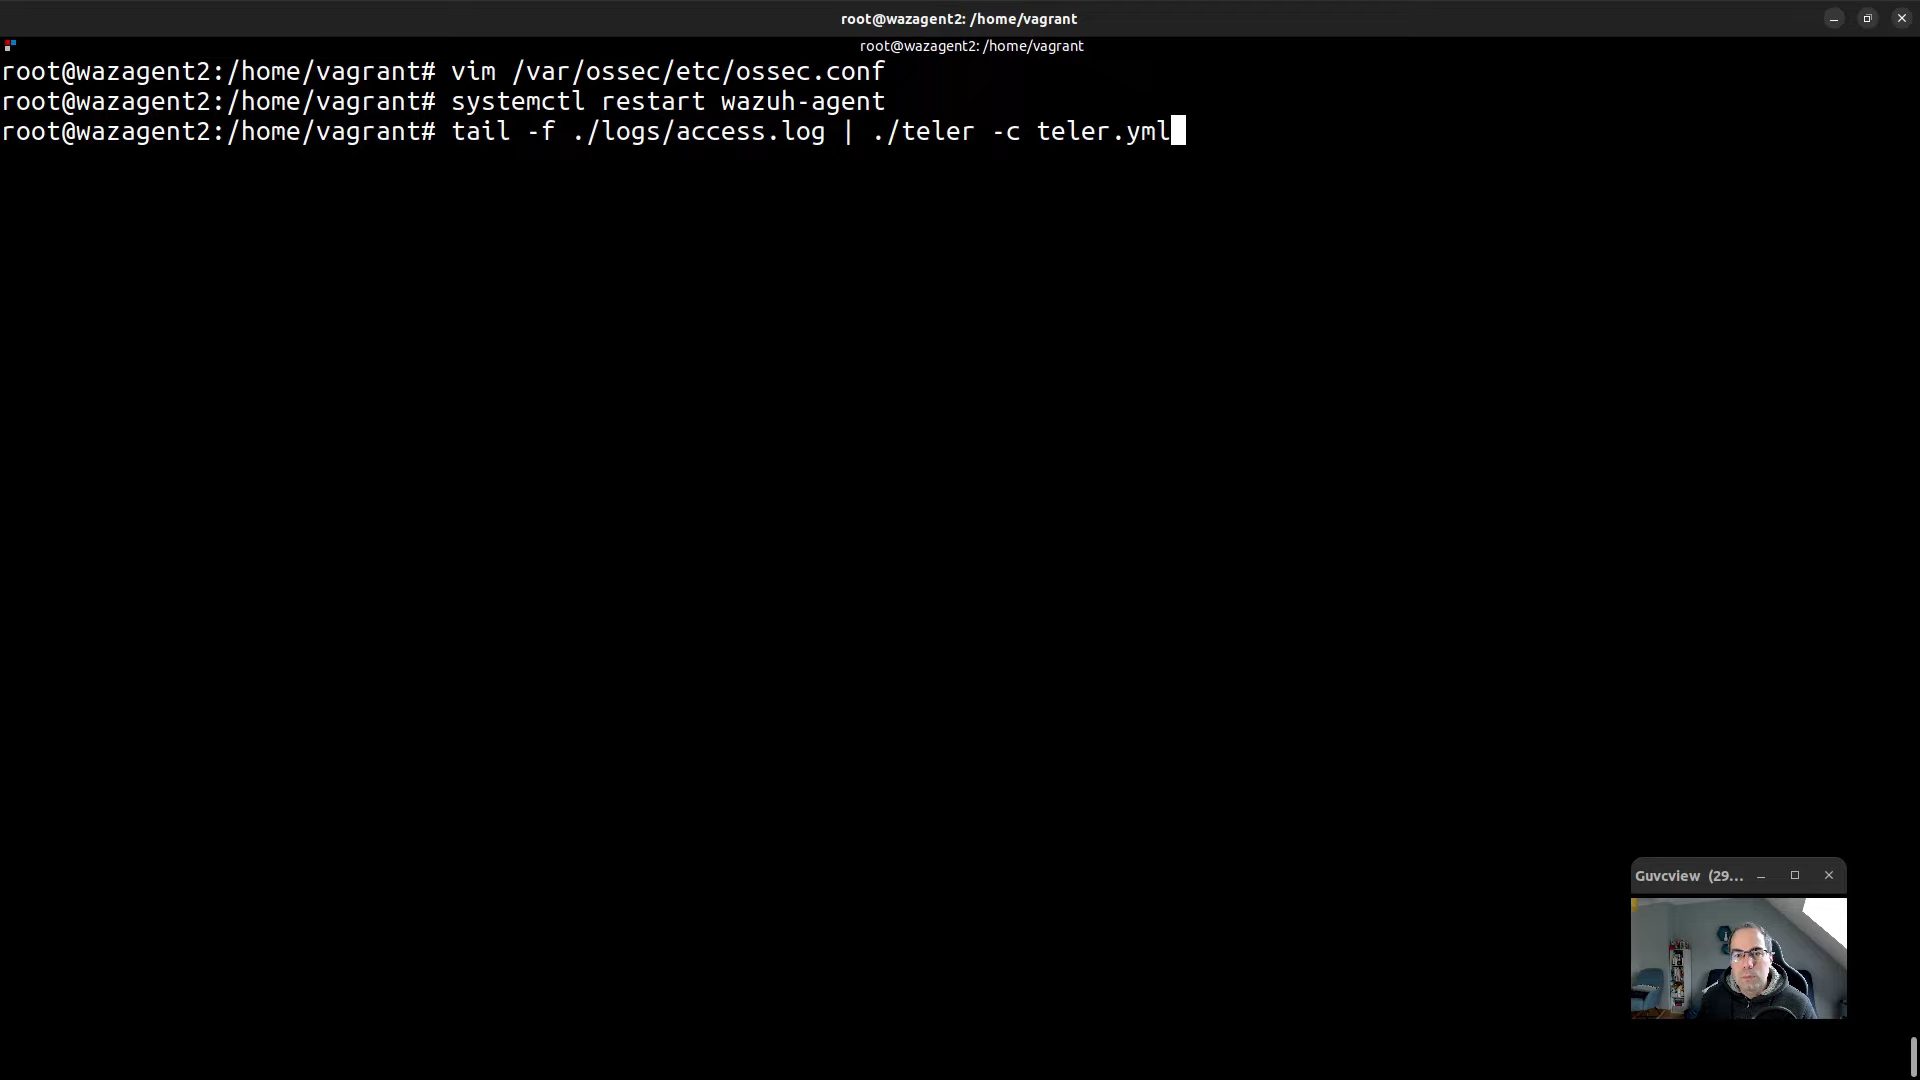 root@wazagent2: /home/vagrant
root@wazagent2: /home/vagrant
root@wazagent2:/home/vagrant# vim /var/ossec/etc/ossec.conf
root@wazagent2:/home/vagrant# systemctl restart wazuh-agent
root@wazagent2:/home/vagrant# tail -f ./logs/access.log | ./teler -c teler.yml
Guvcview (29...